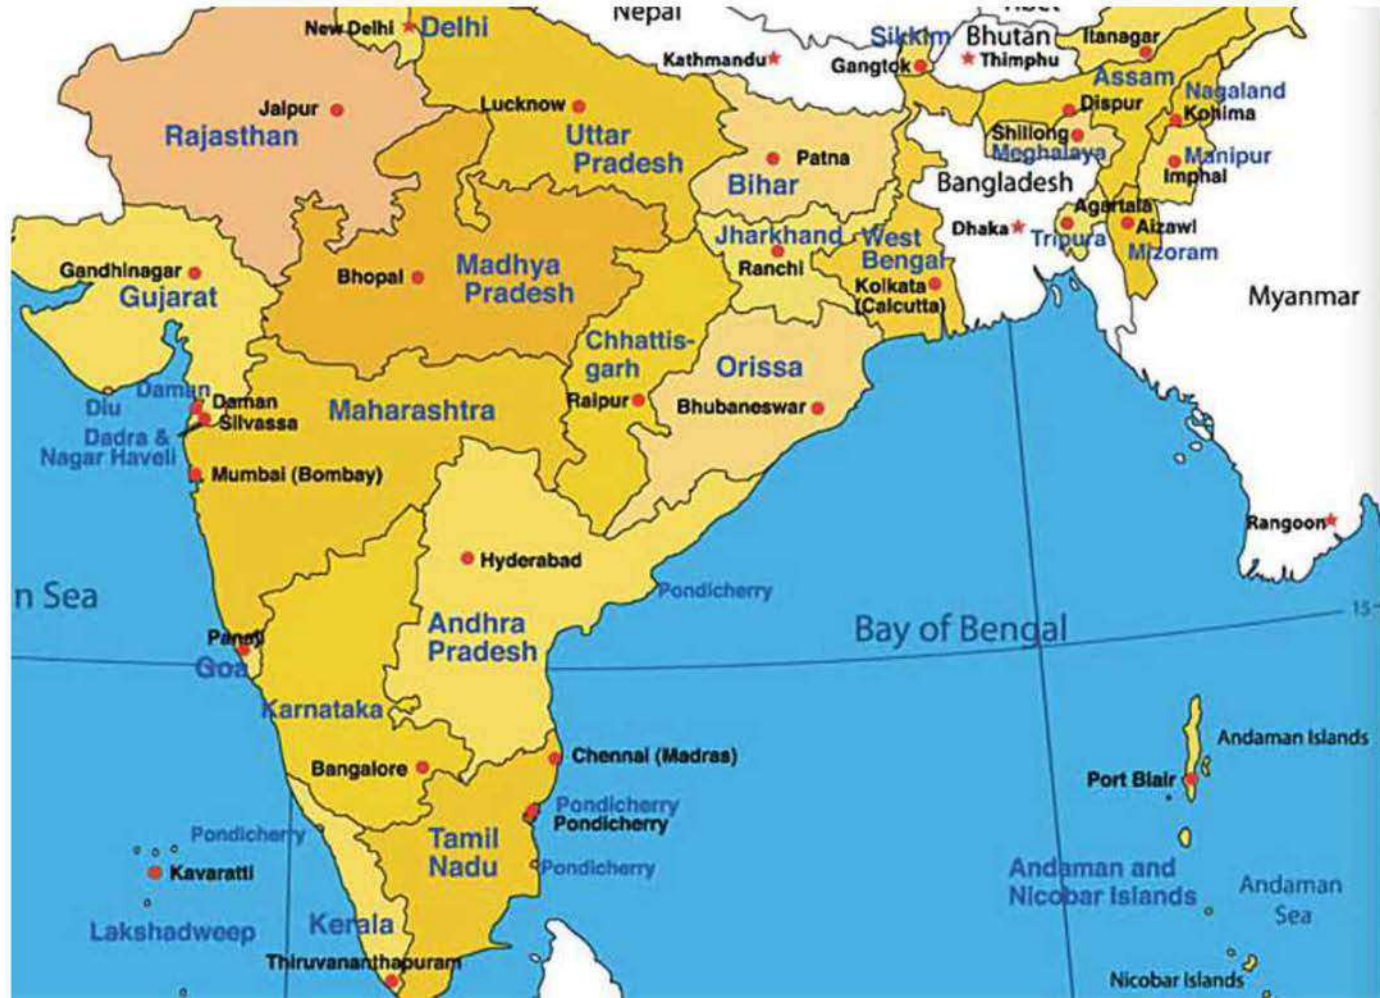 Nepal
New Delhi
Delhi
Sikkim
Bhutan
Itanagar
Kathmandu
Gangtok
Thimphu
Assam
Nagaland
Jaipur
Lucknow
Dispur
Kohima
Rajasthan
Uttar
Pradesh
Shillong
Meghalaya
Manipur
Imphal
Patna
Bihar
Bangladesh
Agartala
Dhaka
Tripura
Aizawl
Mizoram
Jharkhand
West
Bengal
Ranchi
Kolkata
(Calcutta)
Gandhinagar
Gujarat
Bhopal
Madhya
Pradesh
Myanmar
Chhattis-
garh
Orissa
Raipur
Bhubaneswar
Daman
Diu
Daman
Silvassa
Dadra &
Nagar Haveli
Maharashtra
Mumbai (Bombay)
Rangoon
Hyderabad
Pondicherry
n Sea
Andhra
Pradesh
Bay of Bengal
15
Panaji
Goa
Karnataka
Bangalore
Chennai (Madras)
Andaman Islands
Port Blair
Pondicherry
Pondicherry
Pondicherry
Tamil
Nadu
Pondicherry
Kavaratti
Lakshadweep
Kerala
Thiruvananthapuram
Andaman and
Nicobar Islands
Andaman
Sea
Nicobar Islands